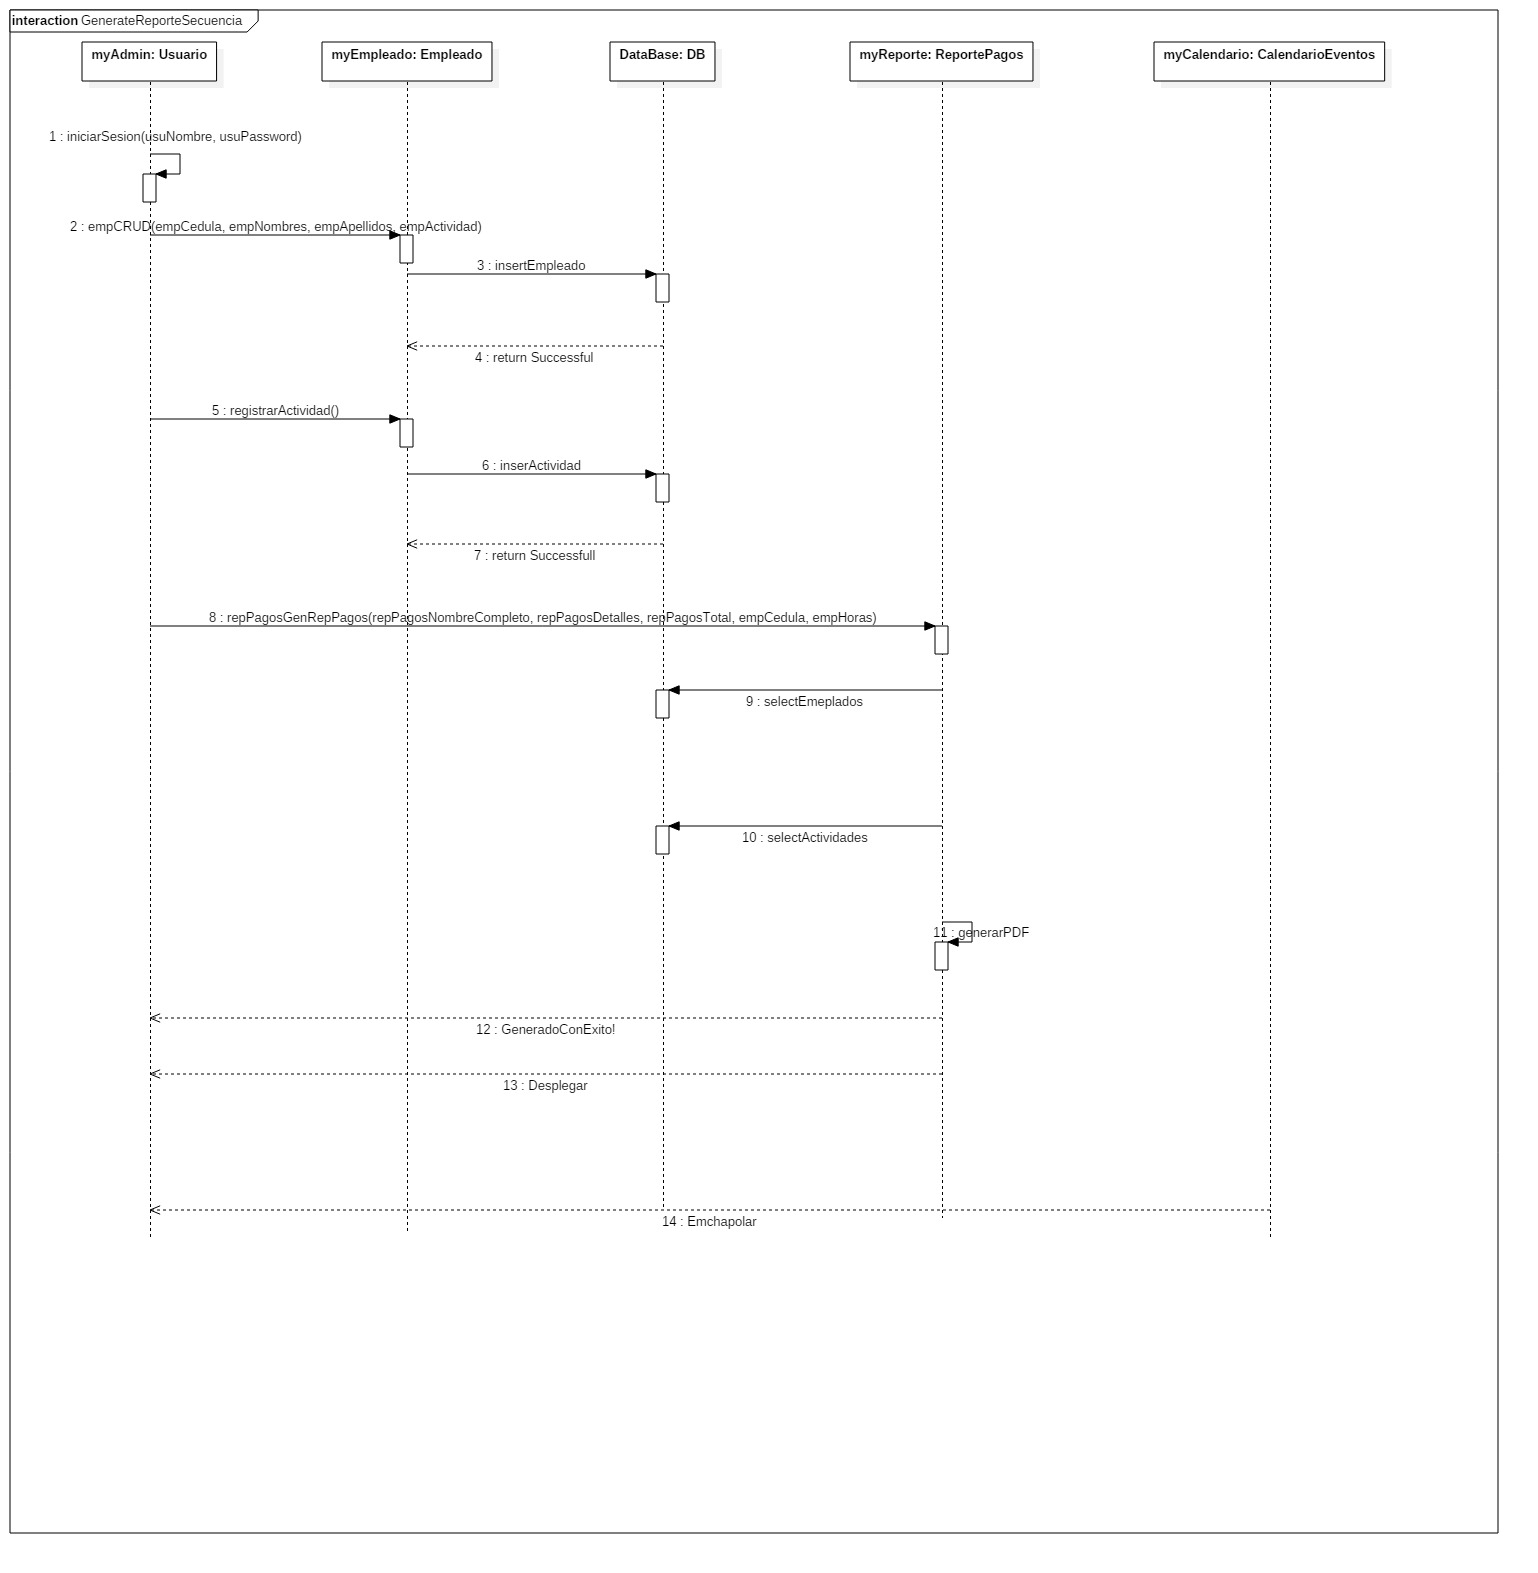 interaction GenerateReporteSecuencia
myAdmin: Usuario
myEmpleado: Empleado
DataBase: DB
myReporte: ReportePagos
myCalendario: CalendarioEventos
1 : iniciarSesion(usuNombre, usuPassword)
2 : empCRUD(empCedula, empNombres, empApellidos, empActividad)
3 : insertEmpleado
4 : return Successful
5 : registrarActividad()
6 : inserActividad
7 : return Successfull
8 : repPagosGenRepPagos(repPagosNombreCompleto, repPagosDetalles, repPagosTotal, empCedula, empHoras)
9 : selectEmeplados
10 : selectActividades
11 : generarPDF
12 : GeneradoConExito!
13 : Desplegar
14 : Emchapolar